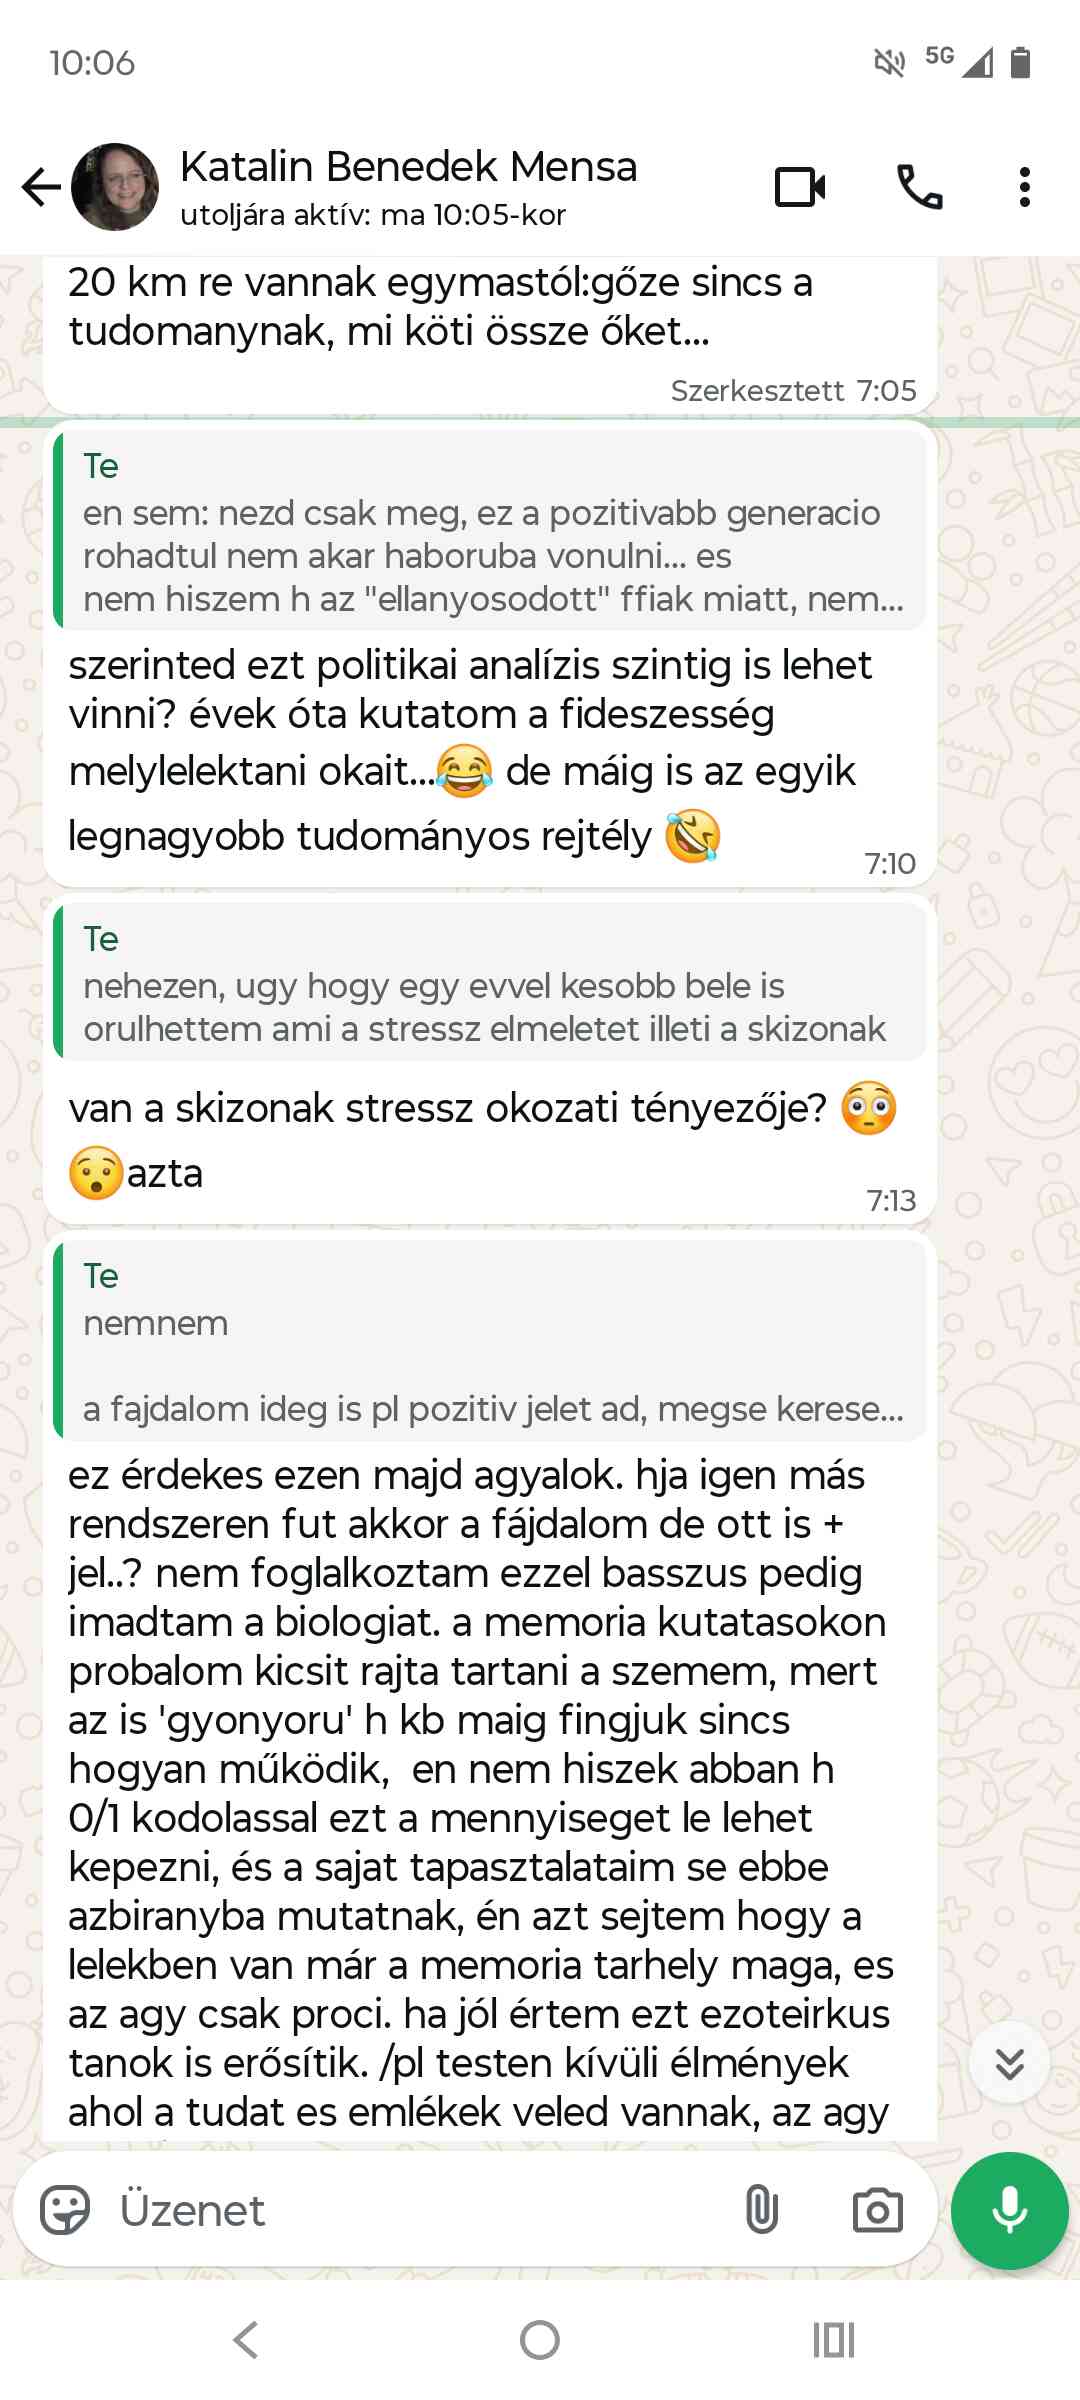 10:06
5G
Katalin Benedek Mensa
utoljára aktív: ma 10:05-kor
20 km re vannak egymastól:gőze sincs a
tudomanynak, mi köti össze őket...
Szerkesztett 7:05
Te
en sem: nezd csak meg, ez a pozitivabb generacio
rohadtul nem akar haboruba vonulni... es
nem hiszem h az "ellanyosodott" ffiak miatt, nem...
szerinted ezt politikai analízis szintig is lehet
vinni? évek óta kutatom a fideszesség
melylelektani okait...😂 de máig is az egyik
legnagyobb tudományos rejtély 🤣
7:10
Te
nehezen, ugy hogy egy evvel kesobb bele is
orulhettem ami a stressz elmeletet illeti a skizonak
van a skizonak stressz okozati tényezője? 😳
😯azta
7:13
Te
nemnem
a fajdalom ideg is pl pozitiv jelet ad, megse kerese...
ez érdekes ezen majd agyalok. hja igen más
rendszeren fut akkor a fájdalom de ott is +
jel..? nem foglalkoztam ezzel basszus pedig
imadtam a biologiat. a memoria kutatasokon
probalom kicsit rajta tartani a szemem, mert
az is 'gyonyoru' h kb maig fingjuk sincs
hogyan működik,  en nem hiszek abban h
0/1 kodolassal ezt a mennyiseget le lehet
kepezni, és a sajat tapasztalataim se ebbe
azbiranyba mutatnak, én azt sejtem hogy a
lelekben van már a memoria tarhely maga, es
az agy csak proci. ha jól értem ezt ezoteirkus
tanok is erősítik. /pl testen kívüli élmények
ahol a tudat es emlékek veled vannak, az agy
Üzenet